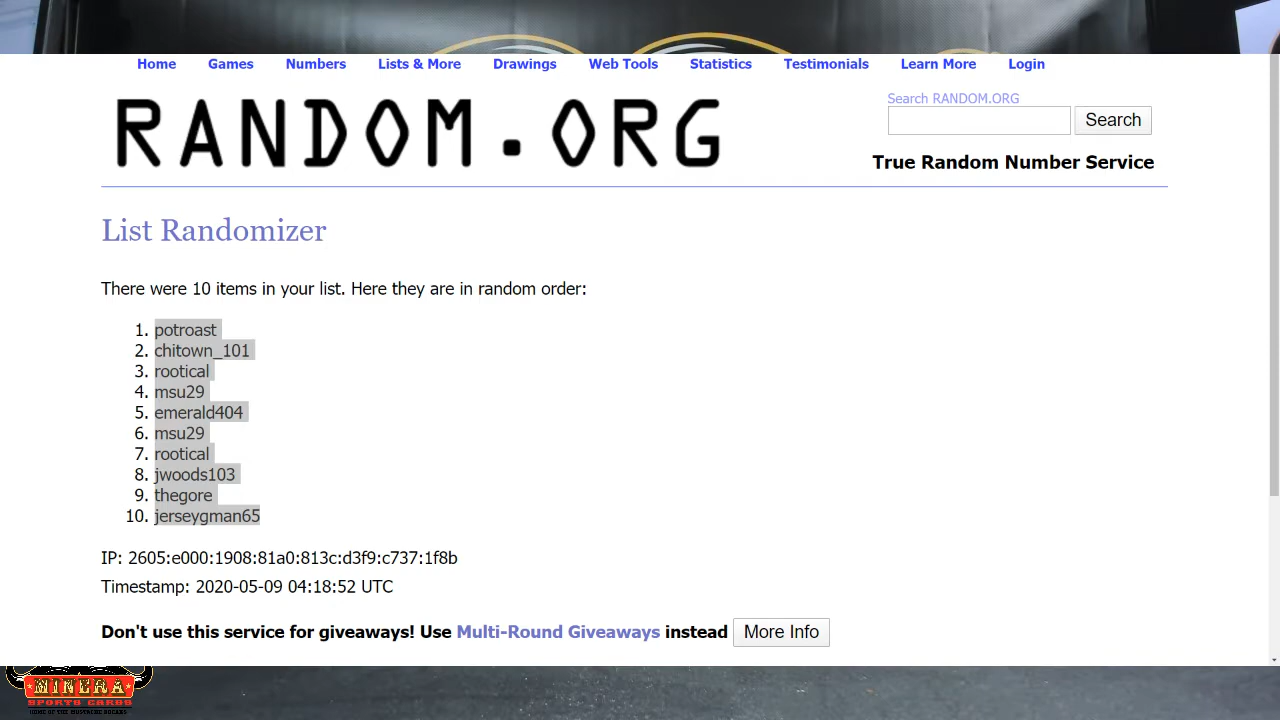 Home Games Numbers Lists & More Drawings Web Tools Statistics Testimonials Learn More Login
RANDOM.ORG
Search RANDOM.ORG
Search
True Random Number Service
List Randomizer
There were 10 items in your list. Here they are in random order:
1. potroast
2. chitown_101
3. rootical
4. msu29
5. emerald404
6. msu29
7. rootical
8. jwoods103
9. thegore
10. jerseygman65
IP: 2605:e000:1908:81a0:813c:d3f9:c737:1f8b
Timestamp: 2020-05-09 04:18:52 UTC
Don't use this service for giveaways! Use Multi-Round Giveaways instead More Info
MINERA
SPORTS CARDS